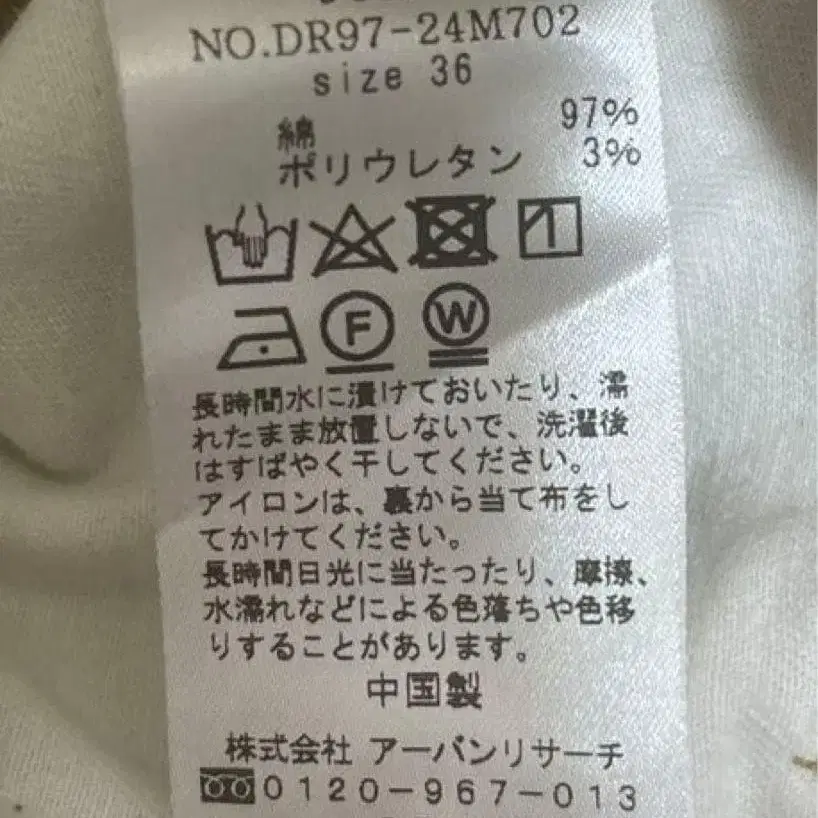 NO.DR97-24M702
size 36
綿 97%
ポリウレタン 3%
F W
長時間水に漬けておいたり、濡
れたまま放置しないで、洗濯後
はすばやく干してください。
アイロンは、裏から当て布をし
てかけてください。
長時間日光に当たったり、摩擦、
水濡れなどによる色落ちや色移
りすることがあります。
中国製
株式会社 アーバンリサーチ
0120-967-013